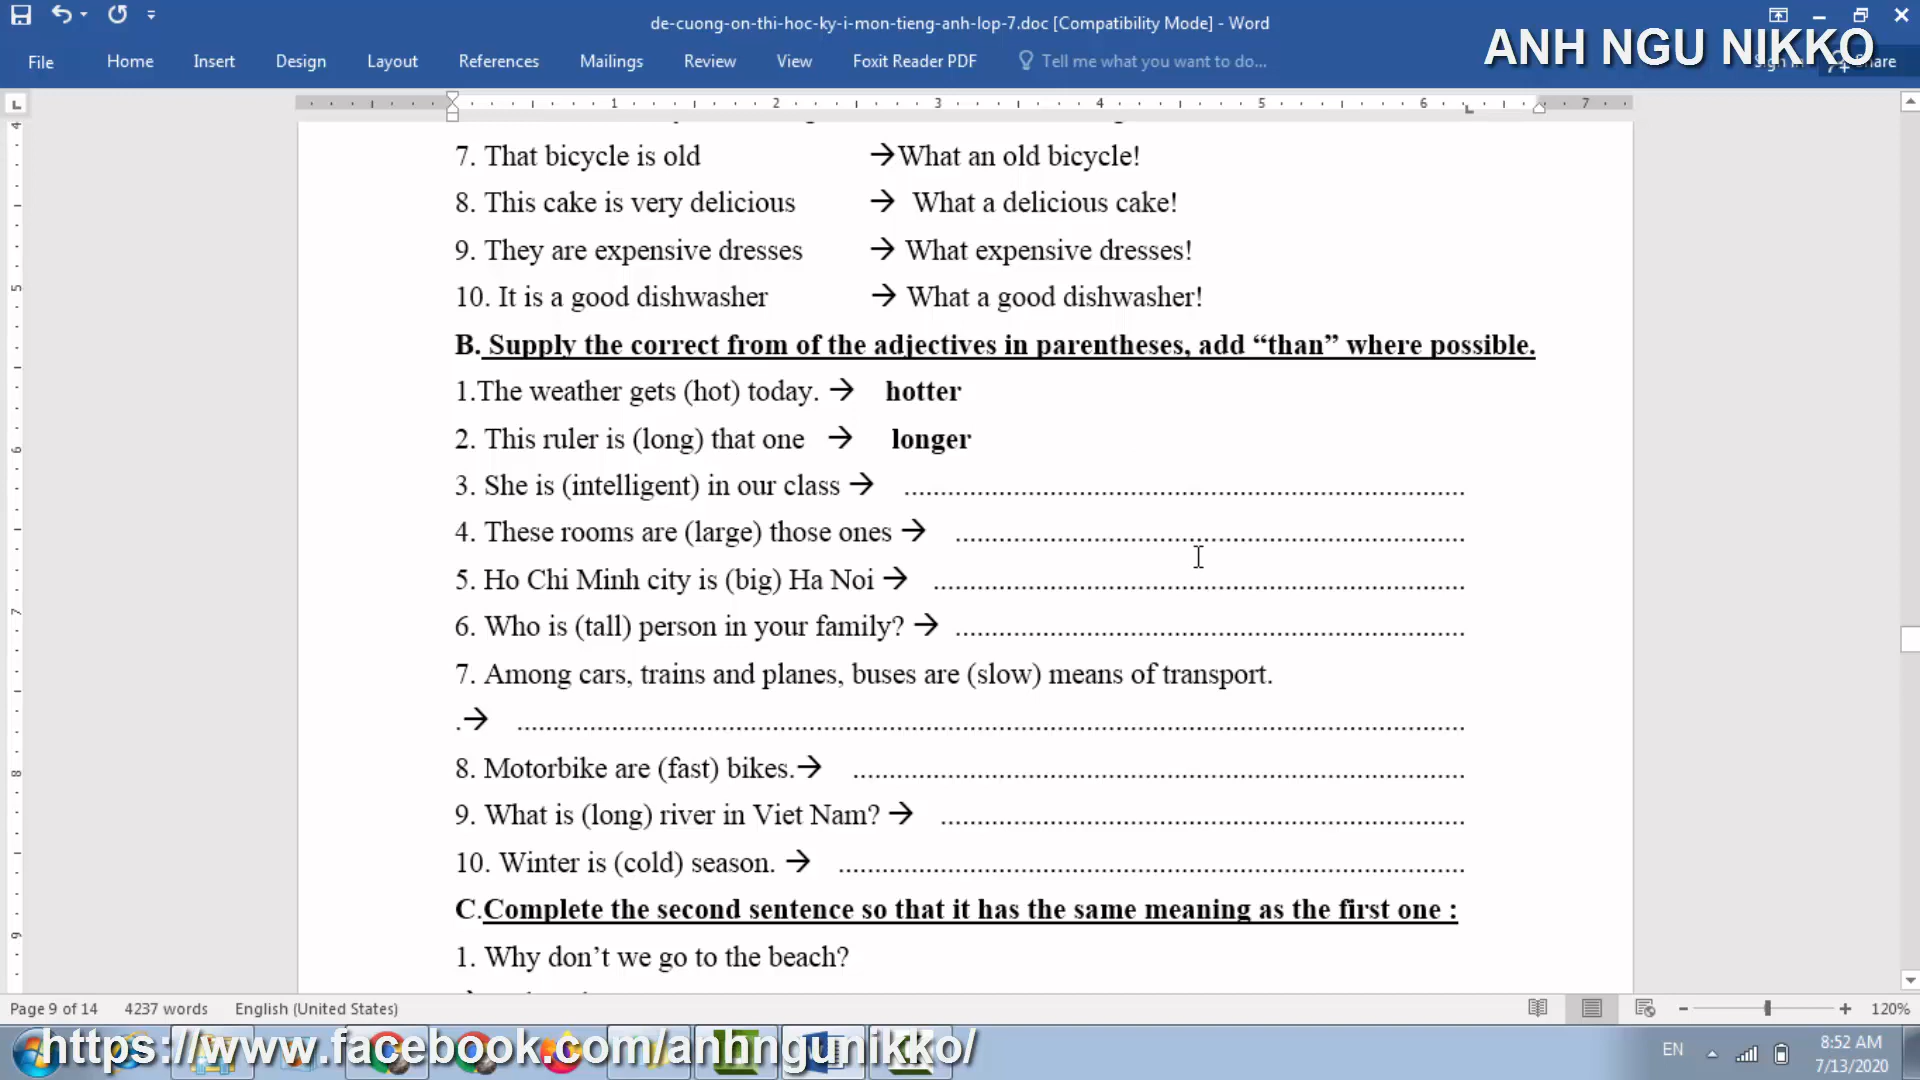 de-cuong-on-thi-hoc-ky-i-mon-tieng-anh-lop-7.doc [Compatibility Mode] - Word
ANH NGU NIKKO
File Home Insert Design Layout References Mailings Review View Foxit Reader PDF Tell me what you want to do... Share
1 2 3 4 5 6 7
7. That bicycle is old →What an old bicycle!
8. This cake is very delicious → What a delicious cake!
9. They are expensive dresses → What expensive dresses!
10. It is a good dishwasher → What a good dishwasher!
B. Supply the correct from of the adjectives in parentheses, add “than” where possible.
1.The weather gets (hot) today. → hotter
2. This ruler is (long) that one → longer
3. She is (intelligent) in our class → ................................................................
4. These rooms are (large) those ones → ................................................................
5. Ho Chi Minh city is (big) Ha Noi → ................................................................
6. Who is (tall) person in your family? → ................................................................
7. Among cars, trains and planes, buses are (slow) means of transport.
.→ ................................................................
8. Motorbike are (fast) bikes.→ ................................................................
9. What is (long) river in Viet Nam? → ................................................................
10. Winter is (cold) season. → ................................................................
C.Complete the second sentence so that it has the same meaning as the first one :
1. Why don’t we go to the beach?
Page 9 of 14 4237 words English (United States) 120%
https://www.facebook.com/anhngunikko/
EN 8:52 AM
7/13/2020